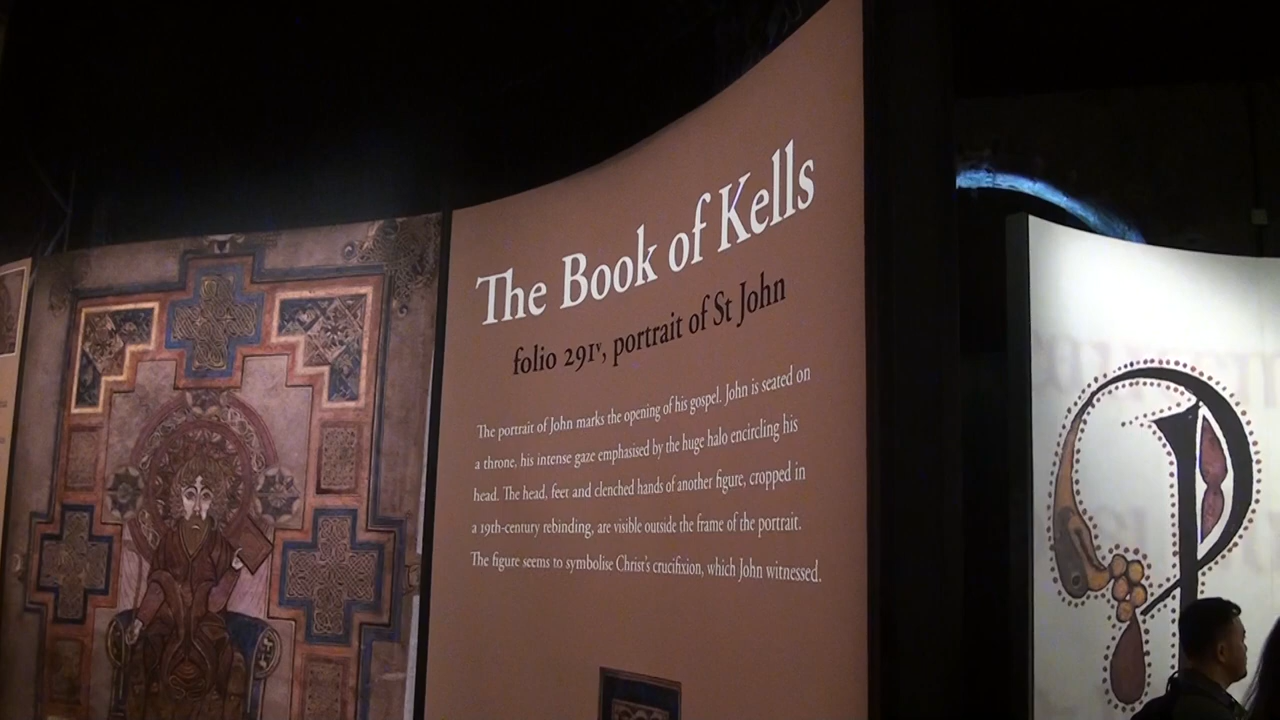 The Book of Kells
folio 291v, portrait of St John
The portrait of John marks the opening of his gospel. John is seated on
a throne, his intense gaze emphasised by the huge halo encircling his
head. The head, feet and clenched hands of another figure, cropped in
a 19th-century rebinding, are visible outside the frame of the portrait.
The figure seems to symbolise Christ's crucifixion, which John witnessed.